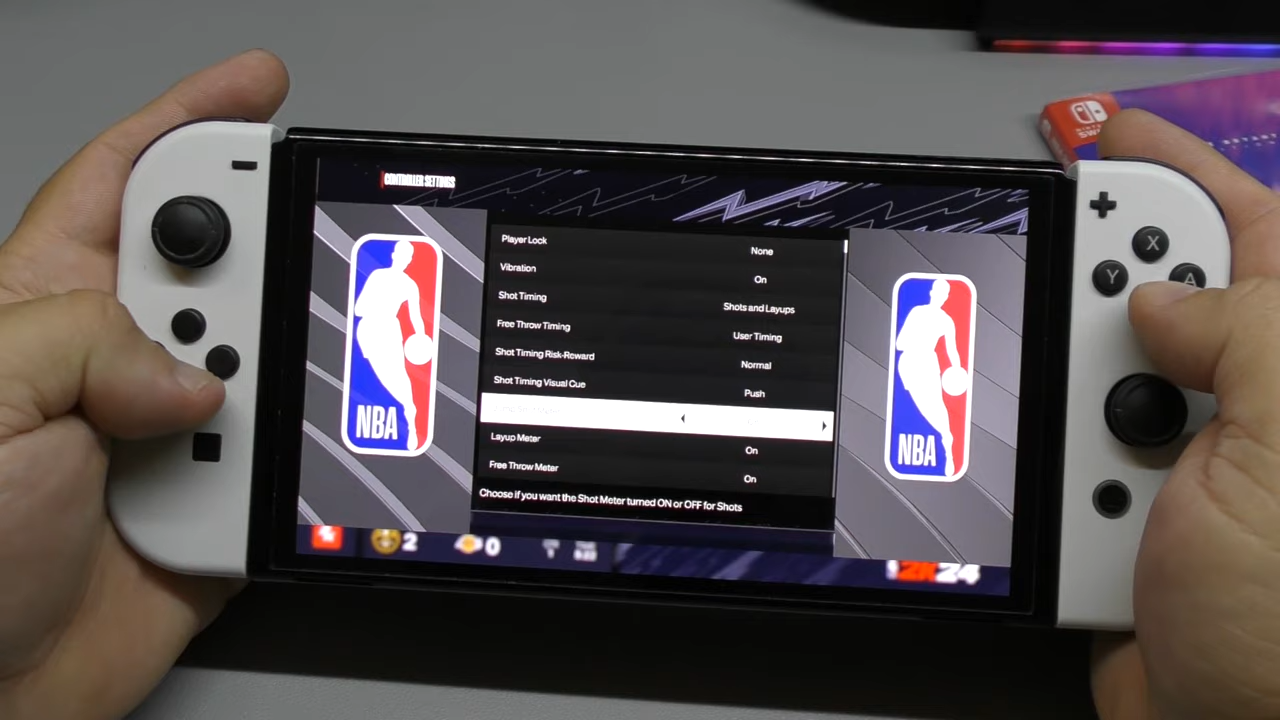 CONTROLLER SETTINGS
Player Lock None
Vibration On
Shot Timing Shots and Layups
Free Throw Timing User Timing
Shot Timing Risk-Reward Normal
Shot Timing Visual Cue Push
Layup Meter On
Free Throw Meter On
Choose if you want the Shot Meter turned ON or OFF for Shots
NBA
NBA
2
0
2K24
X
Y
A